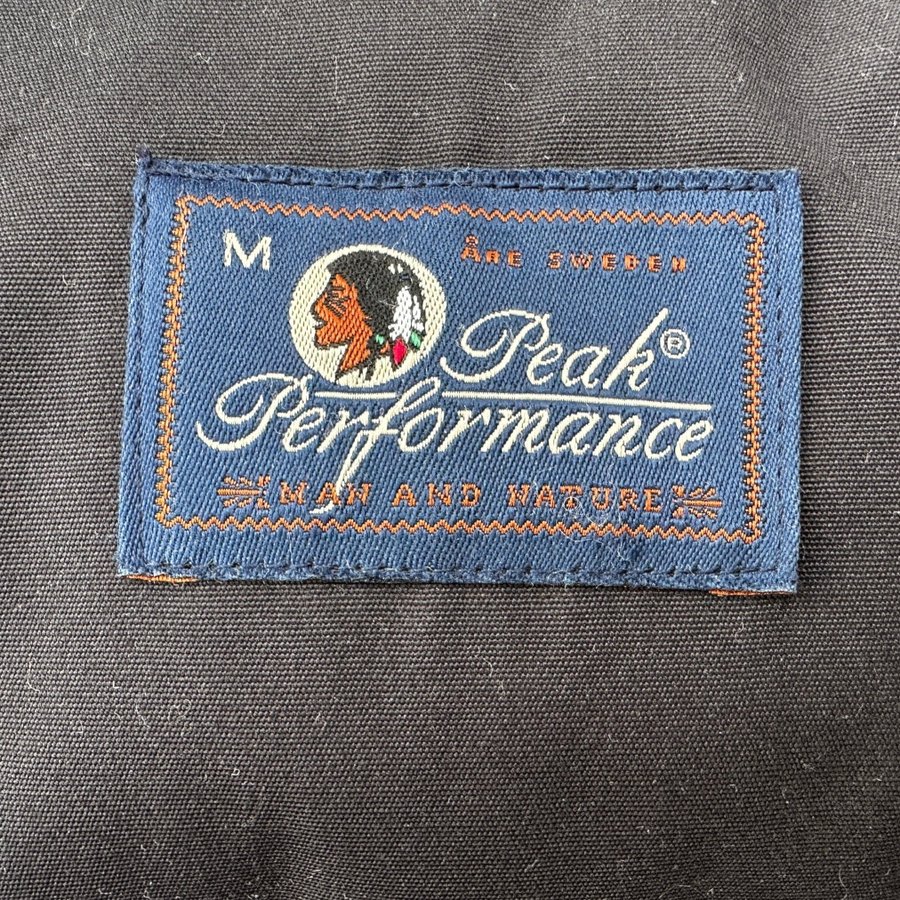 M
ÅRE SWEDEN
Peak®
Performance
MAN AND NATURE